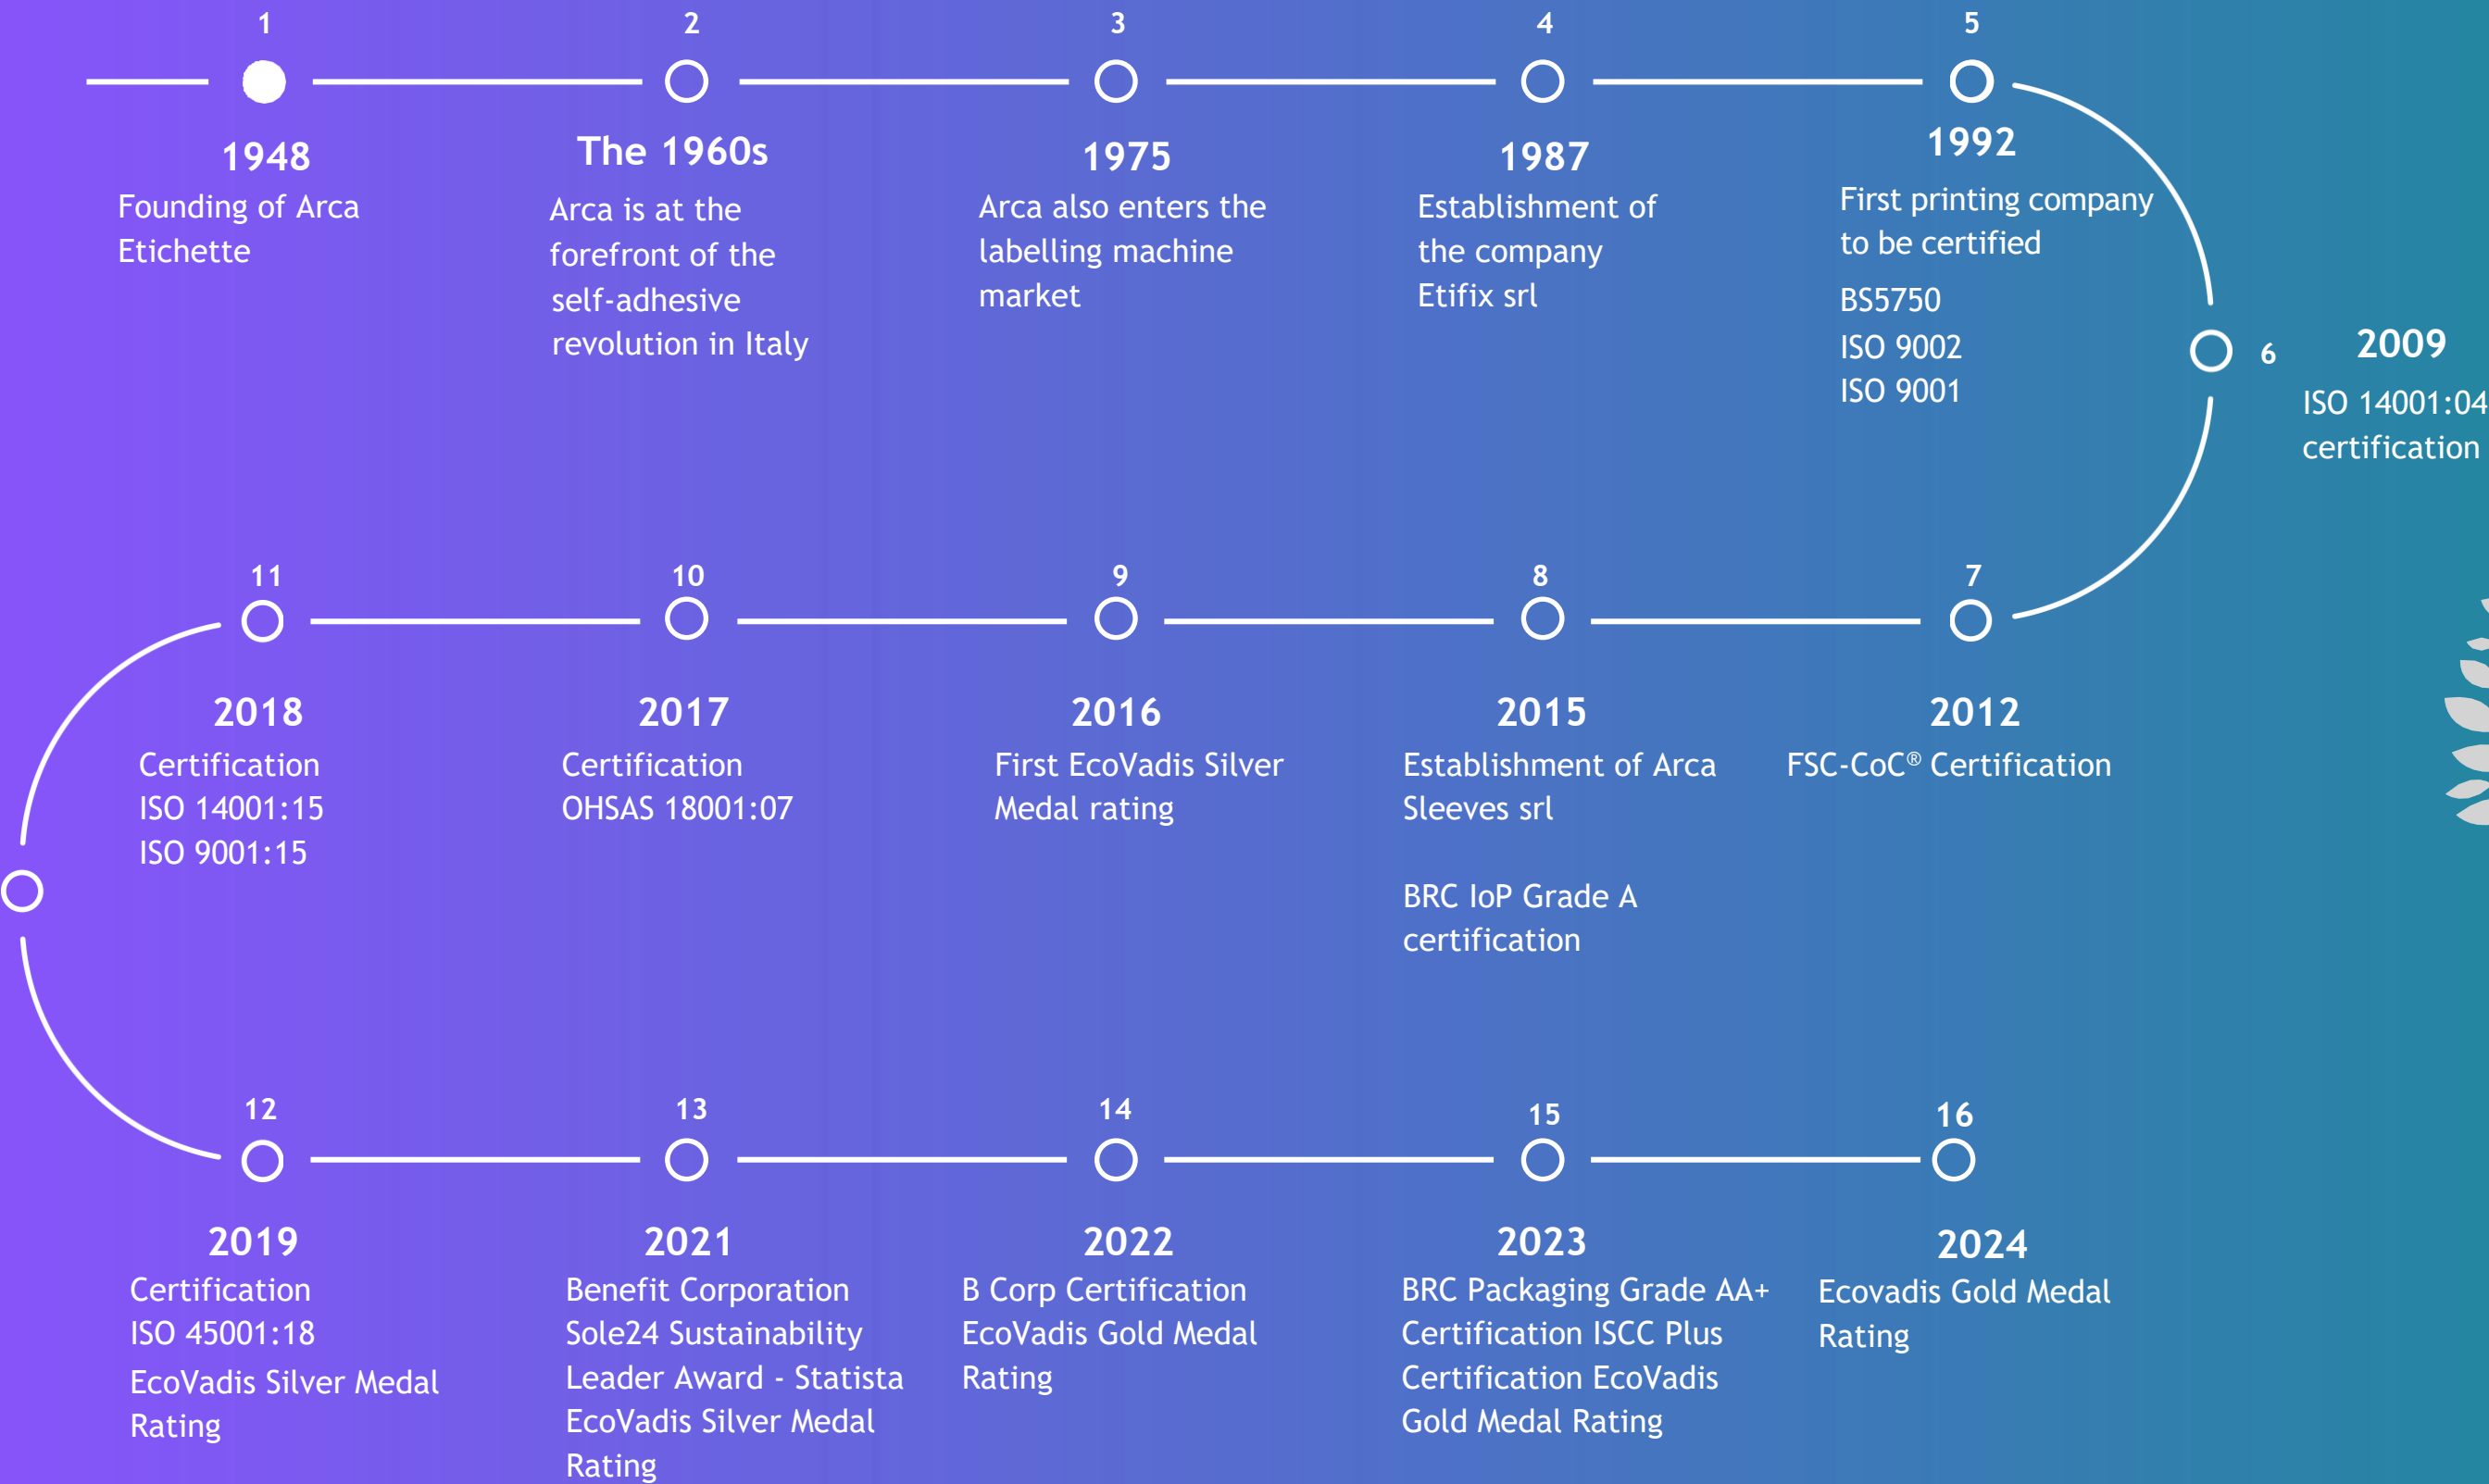 1
1948
Founding of Arca
Etichette
2
The 1960s
Arca is at the
forefront of the
self-adhesive
revolution in Italy
3
1975
Arca also enters the
labelling machine
market
4
1987
Establishment of
the company
Etifix srl
5
1992
First printing company
to be certified
BS5750
ISO 9002
ISO 9001
6
2009
ISO 14001:04
certification
7
2012
FSC-CoC® Certification
8
2015
Establishment of Arca
Sleeves srl
BRC IoP Grade A
certification
9
2016
First EcoVadis Silver
Medal rating
10
2017
Certification
OHSAS 18001:07
11
2018
Certification
ISO 14001:15
ISO 9001:15
12
2019
Certification
ISO 45001:18
EcoVadis Silver Medal
Rating
13
2021
Benefit Corporation
Sole24 Sustainability
Leader Award - Statista
EcoVadis Silver Medal
Rating
14
2022
B Corp Certification
EcoVadis Gold Medal
Rating
15
2023
BRC Packaging Grade AA+
Certification ISCC Plus
Certification EcoVadis
Gold Medal Rating
16
2024
Ecovadis Gold Medal
Rating